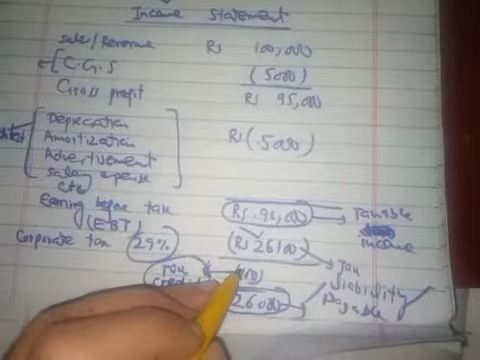 Income Statement
Sale/Revenue Rs 100,000
C.G.S (5000)
Gross profit Rs 95,000
Depreciation
Amortization Rs (5000)
Advertisement
Salary expense
etc
Earning before tax Rs. 90,000 Taxable
(EBT) Income
Corporate tax 29% (Rs 26100) Tax
Tax (100) liability
Credit 26000 Payable